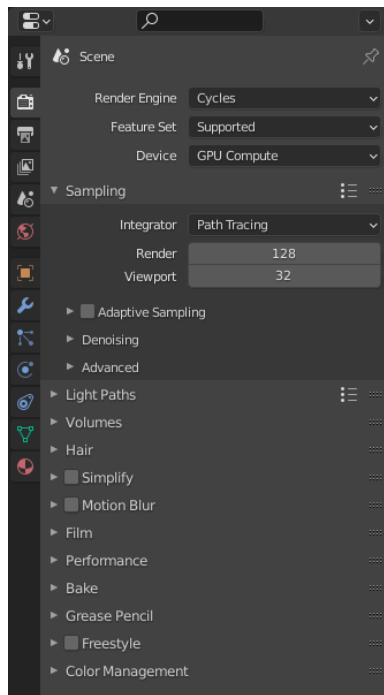 Scene
Render Engine Cycles
Feature Set Supported
Device GPU Compute
Sampling
Integrator Path Tracing
Render 128
Viewport 32
Adaptive Sampling
Denoising
Advanced
Light Paths
Volumes
Hair
Simplify
Motion Blur
Film
Performance
Bake
Grease Pencil
Freestyle
Color Management